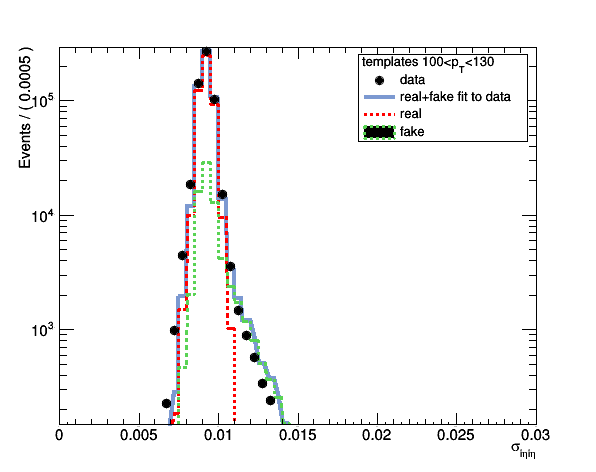 Events / ( 0.0005 )
templates 100<p_T<130
data
real+fake fit to data
real
fake
10^5
10^4
10^3
0 0.005 0.01 0.015 0.02 0.025 0.03
σ_iηiη